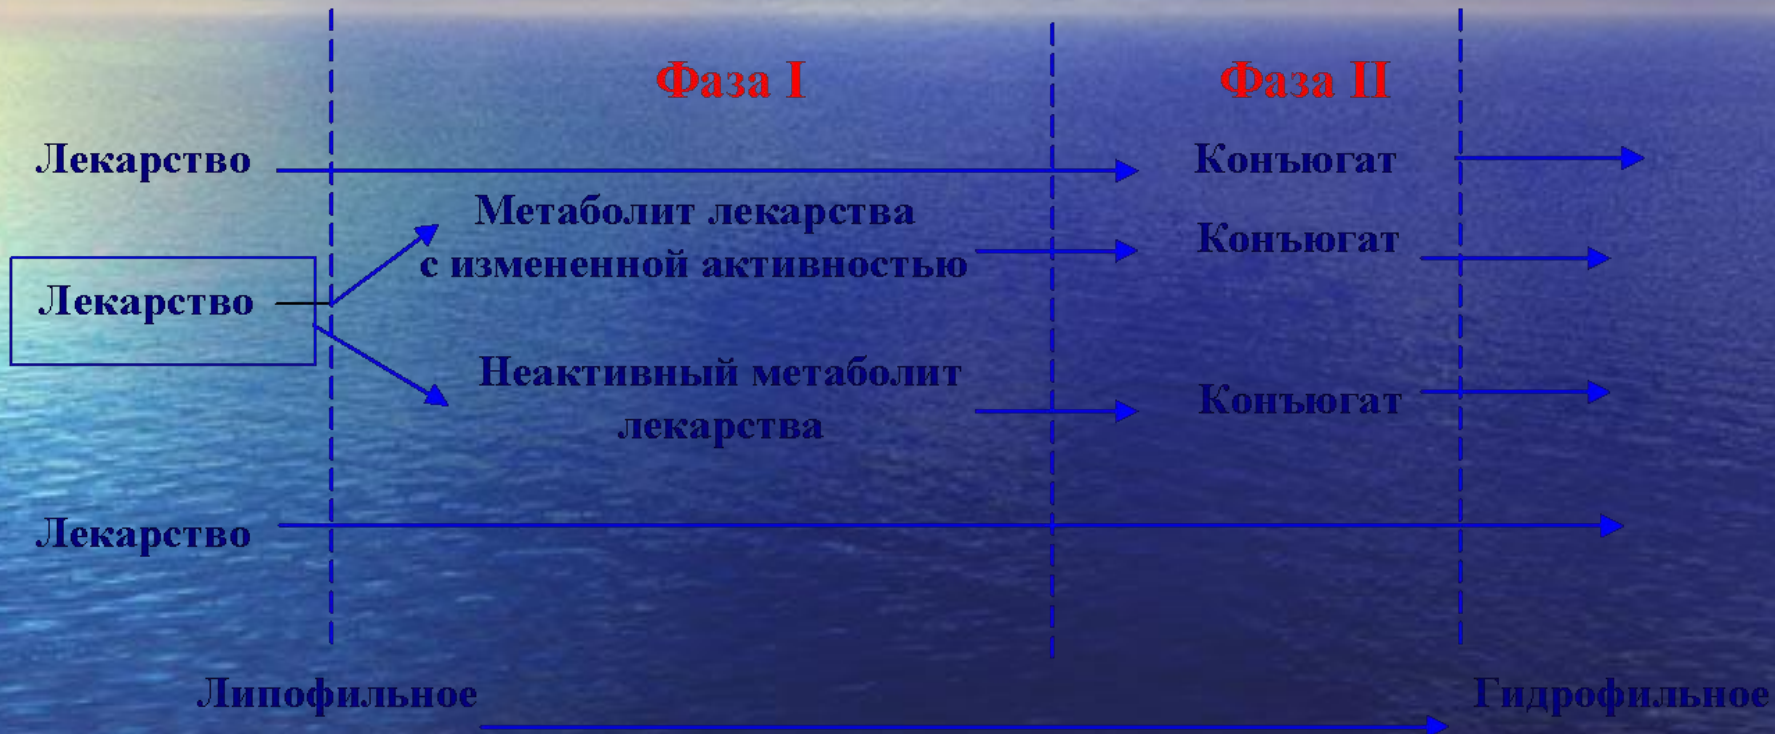 Фаза I
Фаза II
Лекарство
Конъюгат
Метаболит лекарства
с измененной активностью
Конъюгат
Лекарство
Неактивный метаболит
лекарства
Конъюгат
Лекарство
Липофильное
Гидрофильное